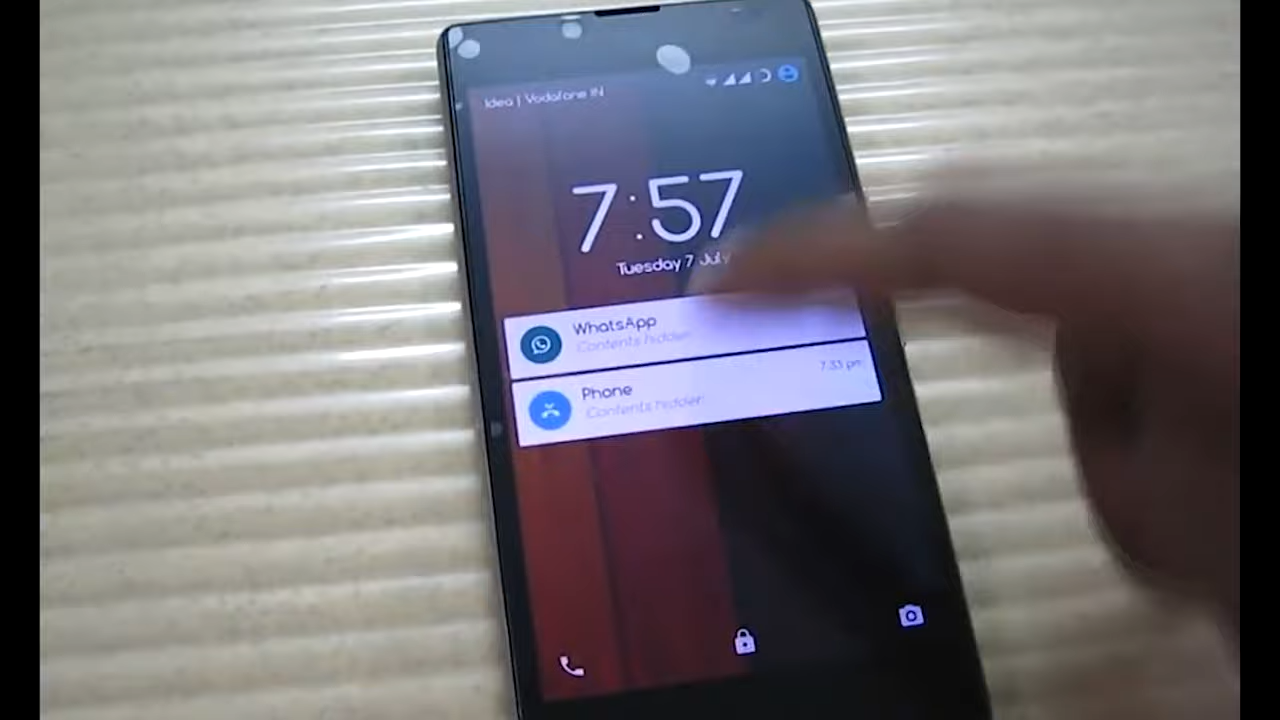 Idea | Vodafone IN
7:57
Tuesday 7 July
WhatsApp
Contents hidden
7:33 pm
Phone
Contents hidden